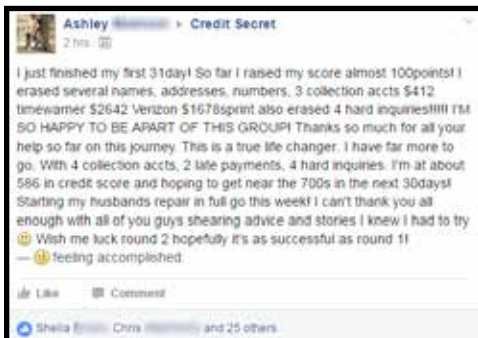 Ashley ▸ Credit Secret
2 hrs ·
I just finished my first 31day! So far I raised my score almost 100points! I
erased several names, addresses, numbers, 3 collection accts $412
timewarner $2642 Verizon $1678sprint also erased 4 hard inquiries!!!!!! I'M
SO HAPPY TO BE APART OF THIS GROUP! Thanks so much for all your
help so far on this journey. This is a true life changer. I have far more to
go. With 4 collection accts, 2 late payments, 4 hard inquiries. I'm at about
586 in credit score and hoping to get near the 700s in the next 30days!
Starting my husbands repair in full go this week! I can't thank you all
enough with all of you guys shearing advice and stories I knew I had to try
🙂 Wish me luck round 2 hopefully it's as successful as round 1!
— 🙂 feeling accomplished.
Like Comment
Sheila Chris and 25 others